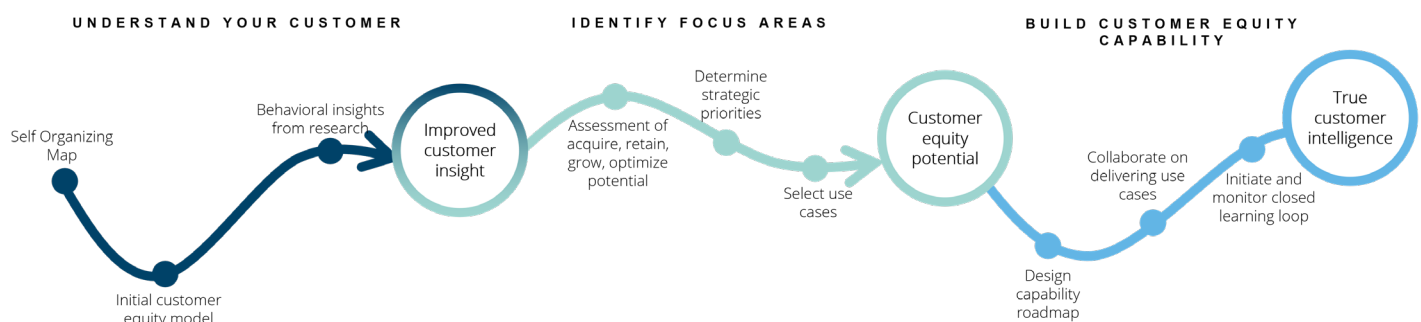 UNDERSTAND YOUR CUSTOMER
Self Organizing
Map
Initial customer
equity model
Behavioral insights
from research
Improved
customer
insight
IDENTIFY FOCUS AREAS
Assessment of
acquire, retain,
grow, optimize
potential
Determine
strategic
priorities
Select use
cases
Customer
equity
potential
BUILD CUSTOMER EQUITY
CAPABILITY
Design
capability
roadmap
Collaborate on
delivering use
cases
Initiate and
monitor closed
learning loop
True
customer
intelligence